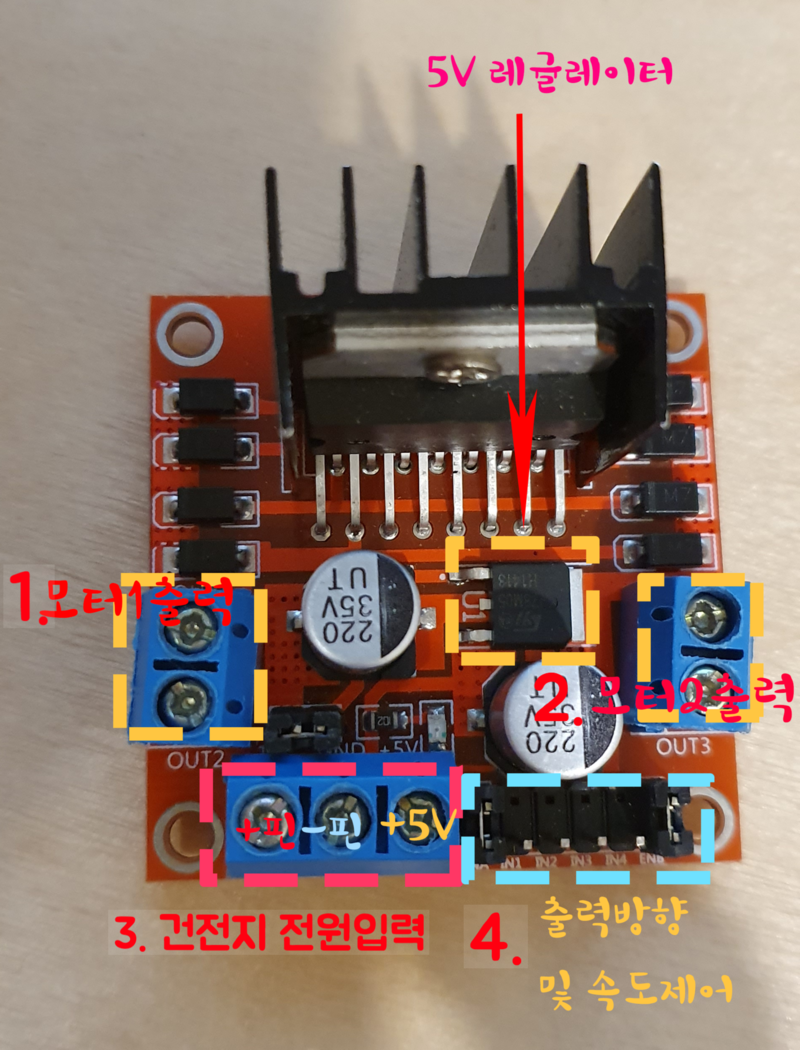 5V 레귤레이터
H1413
U1
1.모터1출력
220
35V
UT
2. 모터2출력
220
35V
UT
OUT2
+5V
OUT3
+핀 -핀 +5V
IN1 IN2 IN3 IN4 ENB
3. 건전지 전원입력
4. 출력방향
및 속도제어